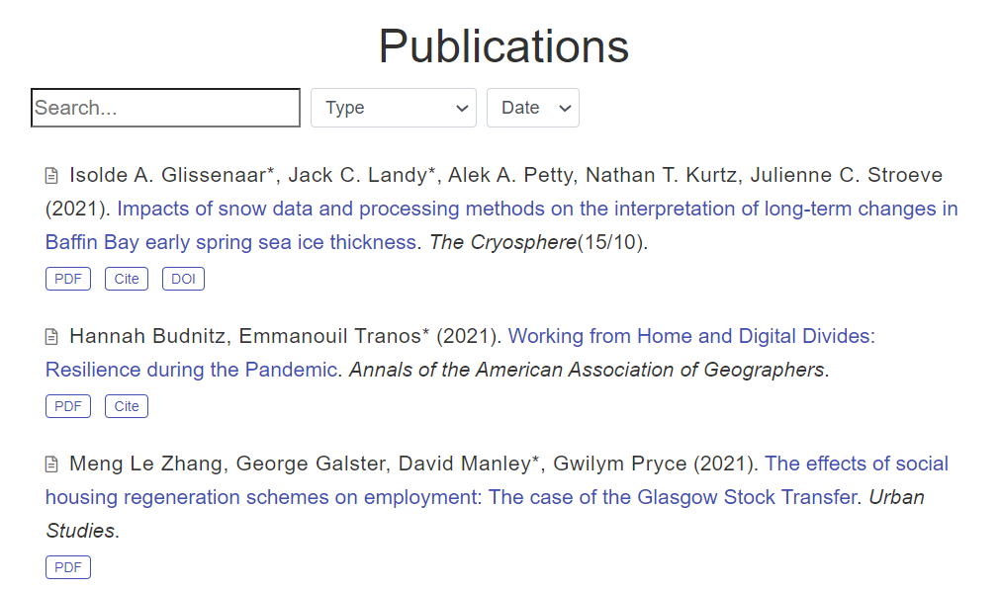 Publications
Search...
Type
Date
Isolde A. Glissenaar*, Jack C. Landy*, Alek A. Petty, Nathan T. Kurtz, Julienne C. Stroeve
(2021). Impacts of snow data and processing methods on the interpretation of long-term changes in
Baffin Bay early spring sea ice thickness. The Cryosphere(15/10).
PDF
Cite
DOI
Hannah Budnitz, Emmanouil Tranos* (2021). Working from Home and Digital Divides:
Resilience during the Pandemic. Annals of the American Association of Geographers.
PDF
Cite
Meng Le Zhang, George Galster, David Manley*, Gwilym Pryce (2021). The effects of social
housing regeneration schemes on employment: The case of the Glasgow Stock Transfer. Urban
Studies.
PDF